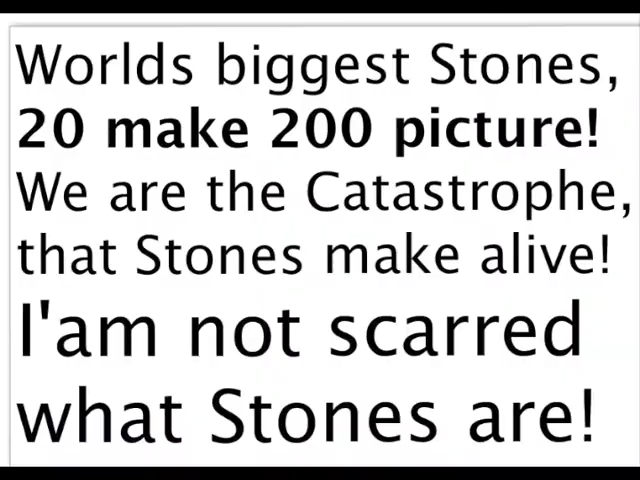 Worlds biggest Stones,
20 make 200 picture!
We are the Catastrophe,
that Stones make alive!
I'am not scarred
what Stones are!